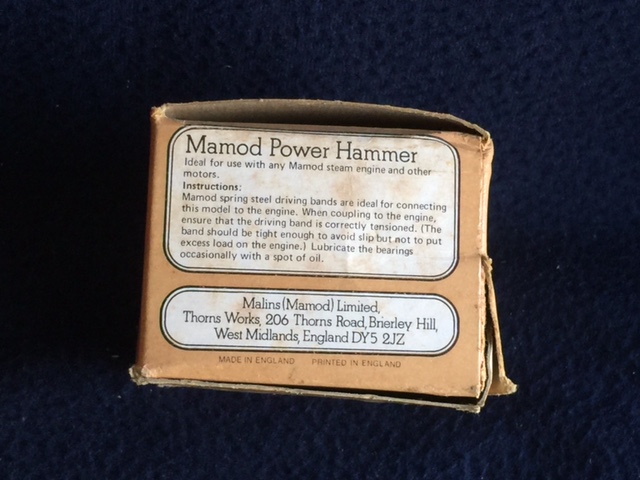 Mamod Power Hammer
Ideal for use with any Mamod steam engine and other
motors.
Instructions:
Mamod spring steel driving bands are ideal for connecting
this model to the engine. When coupling to the engine,
ensure that the driving band is correctly tensioned. (The
band should be tight enough to avoid slip but not to put
excess load on the engine.) Lubricate the bearings
occasionally with a spot of oil.
Malins (Mamod) Limited,
Thorns Works, 206 Thorns Road, Brierley Hill,
West Midlands, England DY5 2JZ
MADE IN ENGLAND PRINTED IN ENGLAND